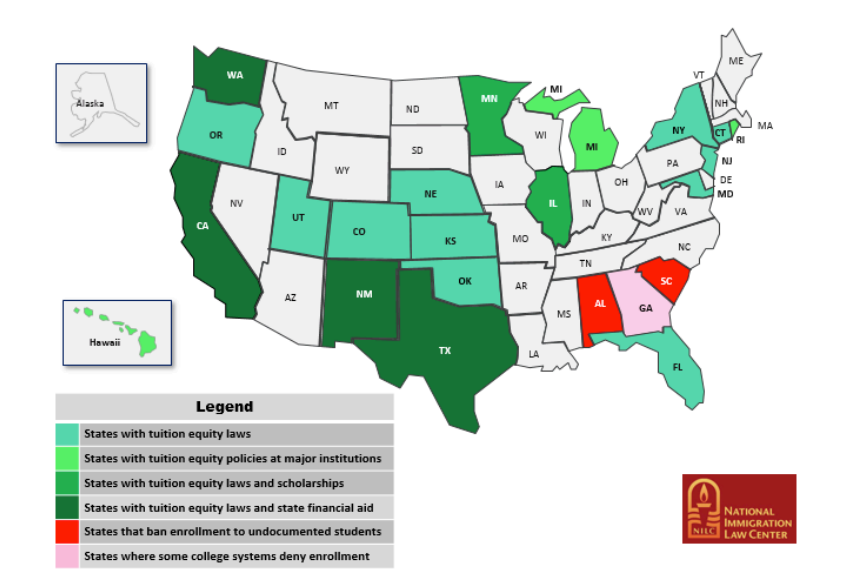 WA
MT
ND
MN
MI
VT
ME
Alaska
OR
ID
SD
WI
MI
NY
NH
MA
CT
RI
WY
IA
PA
NJ
NV
UT
NE
IL
IN
OH
DE
MD
CA
CO
KS
MO
KY
WV
VA
AZ
NM
OK
AR
TN
NC
Hawaii
TX
LA
MS
AL
GA
SC
FL
Legend
States with tuition equity laws
States with tuition equity policies at major institutions
States with tuition equity laws and scholarships
States with tuition equity laws and state financial aid
States that ban enrollment to undocumented students
States where some college systems deny enrollment
NILC
NATIONAL
IMMIGRATION
LAW CENTER